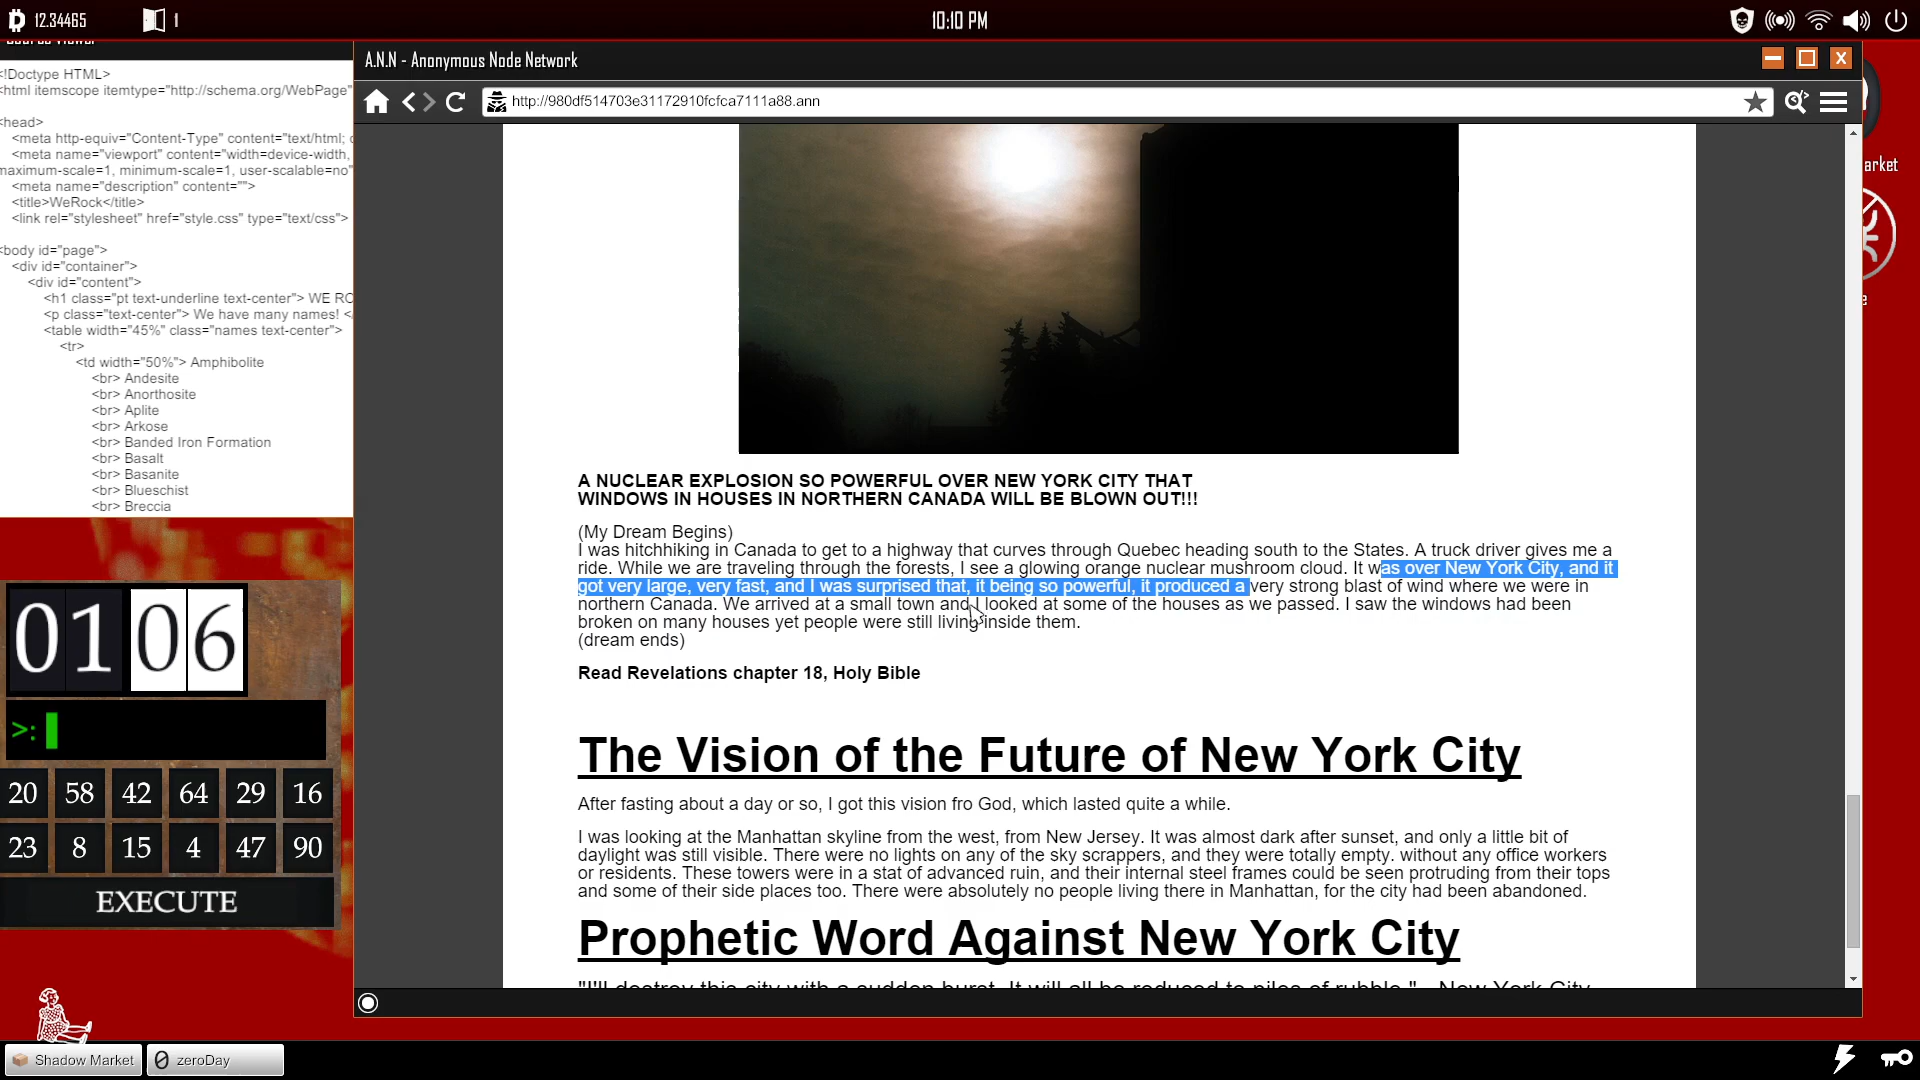 12.34465
1
10:10 PM
A.N.N - Anonymous Node Network
http://980df514703e31172910fcfca7111a88.ann
<!Doctype HTML>
<html itemscope itemtype="http://schema.org/WebPage"
<head>
<meta http-equiv="Content-Type" content="text/html;
<meta name="viewport" content="width=device-width,
maximum-scale=1, minimum-scale=1, user-scalable=no"
<meta name="description" content="">
<title>WeRock</title>
<link rel="stylesheet" href="style.css" type="text/css">
<body id="page">
<div id="container">
<div id="content">
<h1 class="pt text-underline text-center"> WE RO
<p class="text-center"> We have many names! <
<table width="45%" class="names text-center">
<tr>
<td width="50%"> Amphibolite
<br> Andesite
<br> Anorthosite
<br> Aplite
<br> Arkose
<br> Banded Iron Formation
<br> Basalt
<br> Basanite
<br> Blueschist
<br> Breccia
01 06
>:
20 58 42 64 29 16
23 8 15 4 47 90
EXECUTE
A NUCLEAR EXPLOSION SO POWERFUL OVER NEW YORK CITY THAT
WINDOWS IN HOUSES IN NORTHERN CANADA WILL BE BLOWN OUT!!!
(My Dream Begins)
I was hitchhiking in Canada to get to a highway that curves through Quebec heading south to the States. A truck driver gives me a
ride. While we are traveling through the forests, I see a glowing orange nuclear mushroom cloud. It was over New York City, and it
got very large, very fast, and I was surprised that, it being so powerful, it produced a very strong blast of wind where we were in
northern Canada. We arrived at a small town and I looked at some of the houses as we passed. I saw the windows had been
broken on many houses yet people were still living inside them.
(dream ends)
Read Revelations chapter 18, Holy Bible
The Vision of the Future of New York City
After fasting about a day or so, I got this vision fro God, which lasted quite a while.
I was looking at the Manhattan skyline from the west, from New Jersey. It was almost dark after sunset, and only a little bit of
daylight was still visible. There were no lights on any of the sky scrappers, and they were totally empty. without any office workers
or residents. These towers were in a stat of advanced ruin, and their internal steel frames could be seen protruding from their tops
and some of their side places too. There were absolutely no people living there in Manhattan, for the city had been abandoned.
Prophetic Word Against New York City
"I'll destroy this city with a sudden burst. It will all be reduced to piles of rubble." - New York City
arket
e
Shadow Market
zeroDay